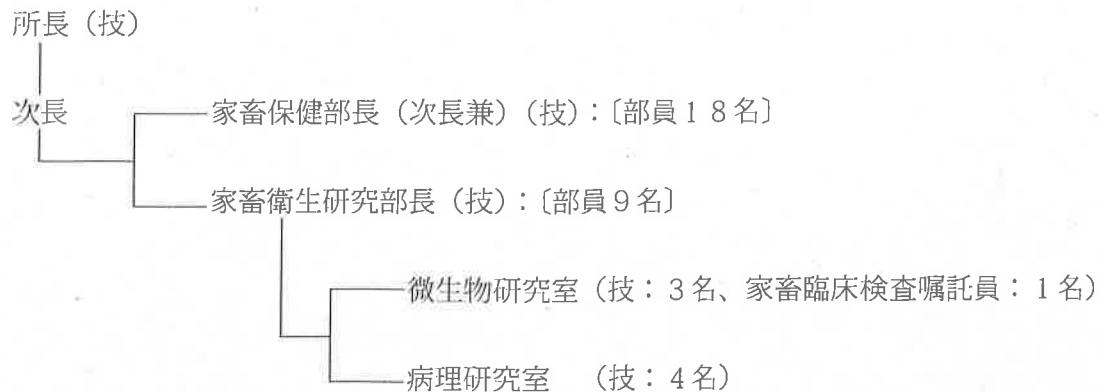 所長（技）
次長
家畜保健部長（次長兼）（技）：〔部員１８名〕
家畜衛生研究部長（技）：〔部員９名〕
微生物研究室（技：３名、家畜臨床検査嘱託員：１名）
病理研究室　（技：４名）